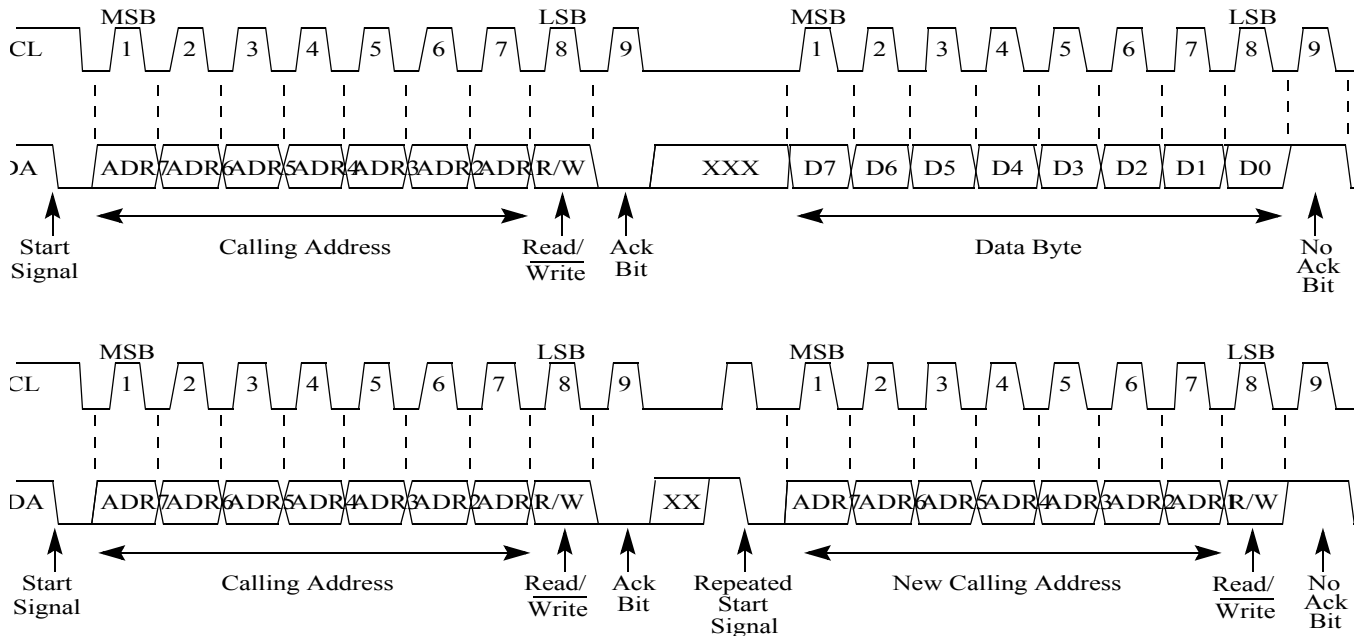 MSB LSB MSB LSB
CL 1 2 3 4 5 6 7 8 9 1 2 3 4 5 6 7 8 9
DA ADR7 ADR6 ADR5 ADR4 ADR3 ADR2 ADR1 R/W XXX D7 D6 D5 D4 D3 D2 D1 D0
Start Signal
Calling Address
Read/
Write
Ack
Bit
Data Byte
No
Ack
Bit
MSB LSB MSB LSB
CL 1 2 3 4 5 6 7 8 9 1 2 3 4 5 6 7 8 9
DA ADR7 ADR6 ADR5 ADR4 ADR3 ADR2 ADR1 R/W XX ADR7 ADR6 ADR5 ADR4 ADR3 ADR2 ADR1 R/W
Start
Signal
Calling Address
Read/
Write
Ack
Bit
Repeated
Start
Signal
New Calling Address
Read/
Write
No
Ack
Bit